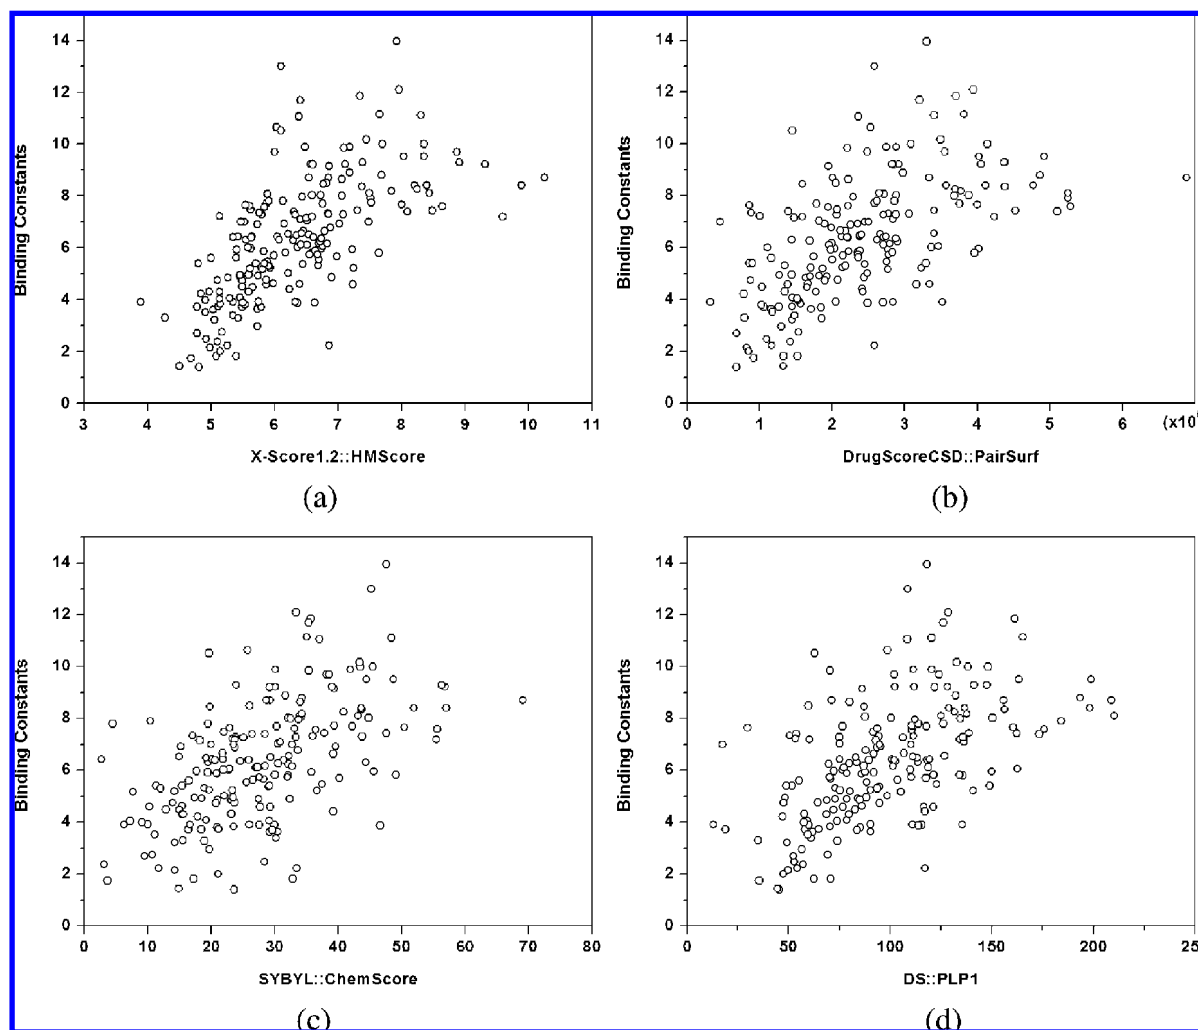 14
12
10
8
6
4
2
0
Binding Constants
3 4 5 6 7 8 9 10 11
X-Score1.2::HMScore
(a)
14
12
10
8
6
4
2
0
Binding Constants
0 1 2 3 4 5 6
DrugScoreCSD::PairSurf
(b)
14
12
10
8
6
4
2
0
Binding Constants
0 10 20 30 40 50 60 70 80
SYBYL::ChemScore
(c)
14
12
10
8
6
4
2
0
Binding Constants
0 50 100 150 200
DS::PLP1
(d)